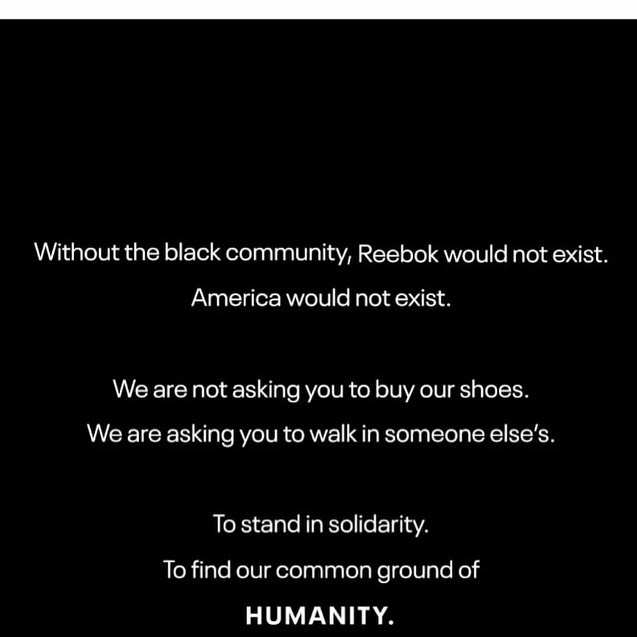 Without the black community, Reebok would not exist.
America would not exist.
We are not asking you to buy our shoes.
We are asking you to walk in someone else's.
To stand in solidarity.
To find our common ground of
HUMANITY.